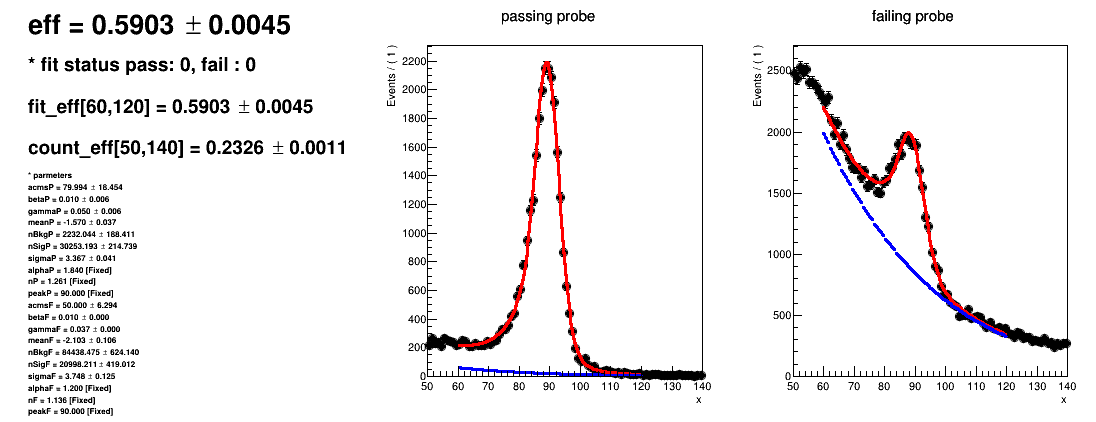 eff = 0.5903 ± 0.0045
* fit status pass: 0, fail : 0
fit_eff[60,120] = 0.5903 ± 0.0045
count_eff[50,140] = 0.2326 ± 0.0011
* parmeters
acmsP = 79.994 ± 18.454
betaP = 0.010 ± 0.006
gammaP = 0.050 ± 0.006
meanP = -1.570 ± 0.037
nBkgP = 2232.044 ± 188.411
nSigP = 30253.193 ± 214.739
sigmaP = 3.367 ± 0.041
alphaP = 1.840 [Fixed]
nP = 1.261 [Fixed]
peakP = 90.000 [Fixed]
acmsF = 50.000 ± 6.294
betaF = 0.010 ± 0.000
gammaF = 0.037 ± 0.000
meanF = -2.103 ± 0.106
nBkgF = 84438.475 ± 624.140
nSigF = 20998.211 ± 419.012
sigmaF = 3.748 ± 0.125
alphaF = 1.200 [Fixed]
nF = 1.136 [Fixed]
peakF = 90.000 [Fixed]
passing probe
Events / ( 1 )
2200
2000
1800
1600
1400
1200
1000
800
600
400
200
0
50 60 70 80 90 100 110 120 130 140
x
failing probe
Events / ( 1 )
2500
2000
1500
1000
500
0
50 60 70 80 90 100 110 120 130 140
x